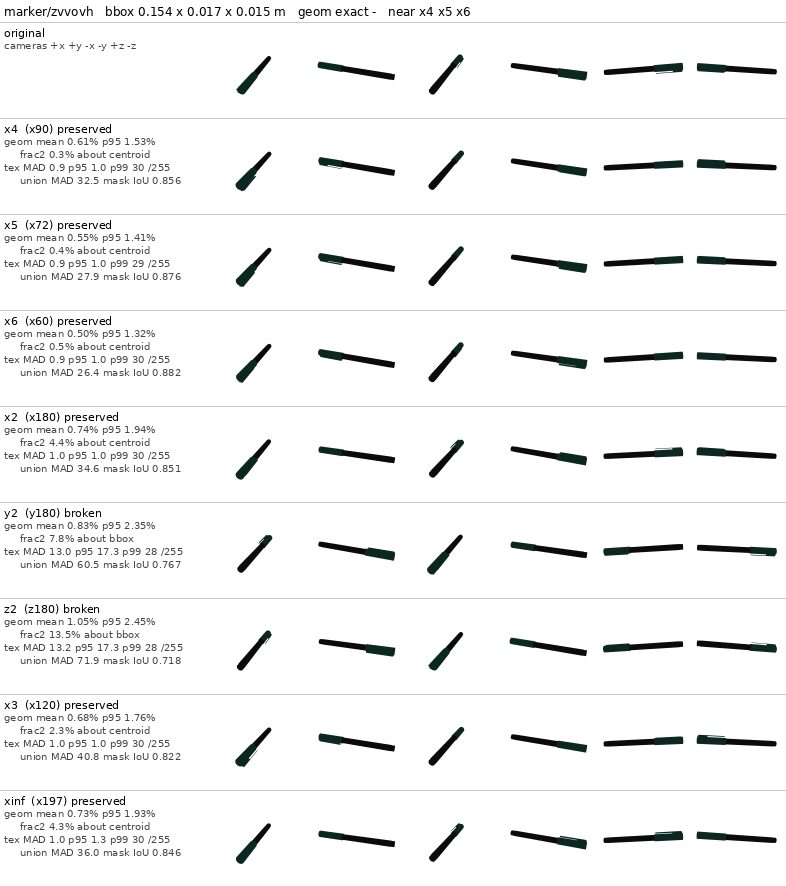 marker/zvvovh   bbox 0.154 x 0.017 x 0.015 m   geom exact -   near x4 x5 x6
original
cameras +x +y -x -y +z -z
x4  (x90) preserved
geom mean 0.61% p95 1.53%
frac2 0.3% about centroid
tex MAD 0.9 p95 1.0 p99 30 /255
union MAD 32.5 mask IoU 0.856
x5  (x72) preserved
geom mean 0.55% p95 1.41%
frac2 0.4% about centroid
tex MAD 0.9 p95 1.0 p99 29 /255
union MAD 27.9 mask IoU 0.876
x6  (x60) preserved
geom mean 0.50% p95 1.32%
frac2 0.5% about centroid
tex MAD 0.9 p95 1.0 p99 30 /255
union MAD 26.4 mask IoU 0.882
x2  (x180) preserved
geom mean 0.74% p95 1.94%
frac2 4.4% about centroid
tex MAD 1.0 p95 1.0 p99 30 /255
union MAD 34.6 mask IoU 0.851
y2  (y180) broken
geom mean 0.83% p95 2.35%
frac2 7.8% about bbox
tex MAD 13.0 p95 17.3 p99 28 /255
union MAD 60.5 mask IoU 0.767
z2  (z180) broken
geom mean 1.05% p95 2.45%
frac2 13.5% about bbox
tex MAD 13.2 p95 17.3 p99 28 /255
union MAD 71.9 mask IoU 0.718
x3  (x120) preserved
geom mean 0.68% p95 1.76%
frac2 2.3% about centroid
tex MAD 1.0 p95 1.0 p99 30 /255
union MAD 40.8 mask IoU 0.822
xinf  (x197) preserved
geom mean 0.73% p95 1.93%
frac2 4.3% about centroid
tex MAD 1.0 p95 1.3 p99 30 /255
union MAD 36.0 mask IoU 0.846